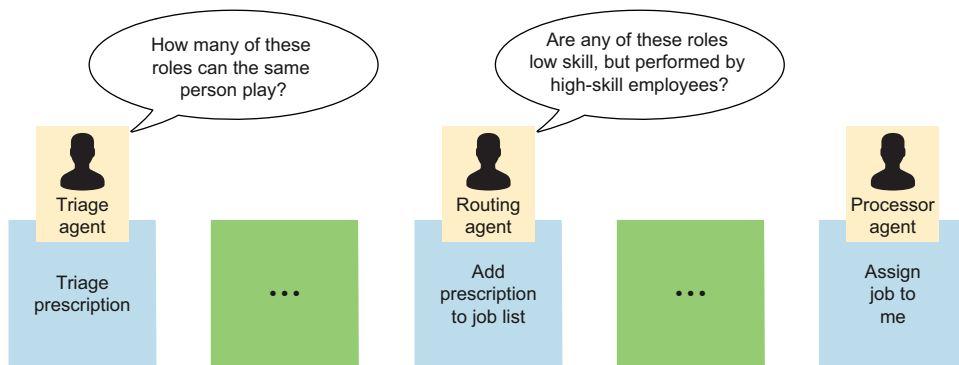 How many of these
roles can the same
person play?
Are any of these roles
low skill, but performed by
high-skill employees?
Triage
agent
Routing
agent
Processor
agent
Triage
prescription
...
Add
prescription
to job list
...
Assign
job to
me